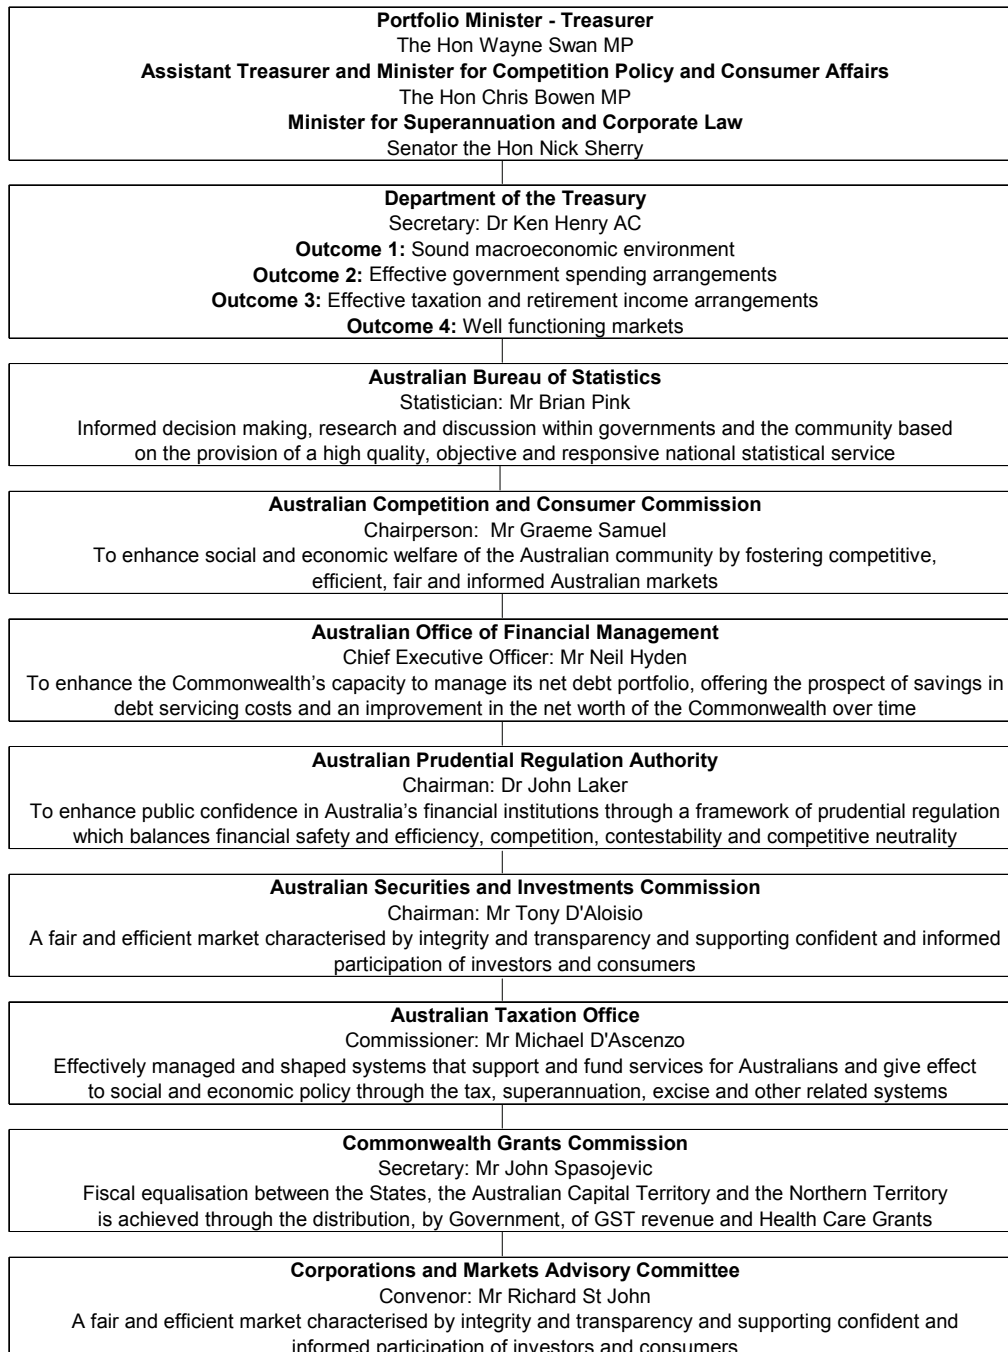 Portfolio Minister - Treasurer
The Hon Wayne Swan MP
Assistant Treasurer and Minister for Competition Policy and Consumer Affairs
The Hon Chris Bowen MP
Minister for Superannuation and Corporate Law
Senator the Hon Nick Sherry
Department of the Treasury
Secretary: Dr Ken Henry AC
Outcome 1: Sound macroeconomic environment
Outcome 2: Effective government spending arrangements
Outcome 3: Effective taxation and retirement income arrangements
Outcome 4: Well functioning markets
Australian Bureau of Statistics
Statistician: Mr Brian Pink
Informed decision making, research and discussion within governments and the community based
on the provision of a high quality, objective and responsive national statistical service
Australian Competition and Consumer Commission
Chairperson:  Mr Graeme Samuel
To enhance social and economic welfare of the Australian community by fostering competitive,
efficient, fair and informed Australian markets
Australian Office of Financial Management
Chief Executive Officer: Mr Neil Hyden
To enhance the Commonwealth's capacity to manage its net debt portfolio, offering the prospect of savings in
debt servicing costs and an improvement in the net worth of the Commonwealth over time
Australian Prudential Regulation Authority
Chairman: Dr John Laker
To enhance public confidence in Australia's financial institutions through a framework of prudential regulation
which balances financial safety and efficiency, competition, contestability and competitive neutrality
Australian Securities and Investments Commission
Chairman: Mr Tony D'Aloisio
A fair and efficient market characterised by integrity and transparency and supporting confident and informed
participation of investors and consumers
Australian Taxation Office
Commissioner: Mr Michael D'Ascenzo
Effectively managed and shaped systems that support and fund services for Australians and give effect
to social and economic policy through the tax, superannuation, excise and other related systems
Commonwealth Grants Commission
Secretary: Mr John Spasojevic
Fiscal equalisation between the States, the Australian Capital Territory and the Northern Territory
is achieved through the distribution, by Government, of GST revenue and Health Care Grants
Corporations and Markets Advisory Committee
Convenor: Mr Richard St John
A fair and efficient market characterised by integrity and transparency and supporting confident and
informed participation of investors and consumers